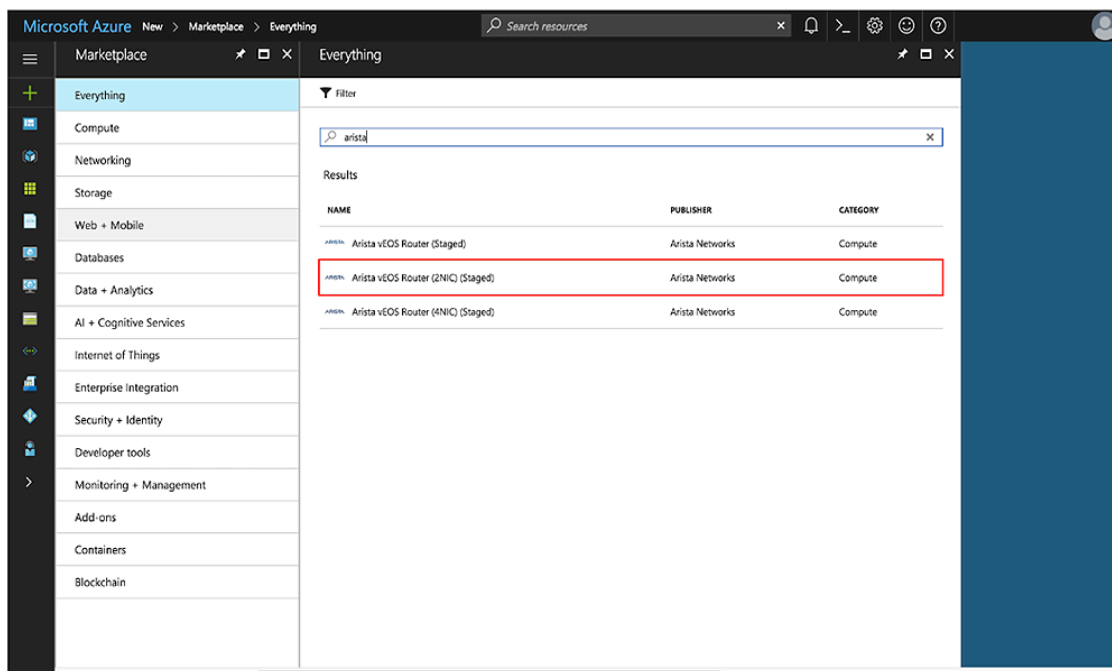 Microsoft Azure New > Marketplace > Everything
Search resources
Marketplace
Everything
Compute
Networking
Storage
Web + Mobile
Databases
Data + Analytics
AI + Cognitive Services
Internet of Things
Enterprise Integration
Security + Identity
Developer tools
Monitoring + Management
Add-ons
Containers
Blockchain
Everything
Filter
arista
Results
NAME PUBLISHER CATEGORY
ARISTA Arista vEOS Router (Staged) Arista Networks Compute
ARISTA Arista vEOS Router (2NIC) (Staged) Arista Networks Compute
ARISTA Arista vEOS Router (4NIC) (Staged) Arista Networks Compute